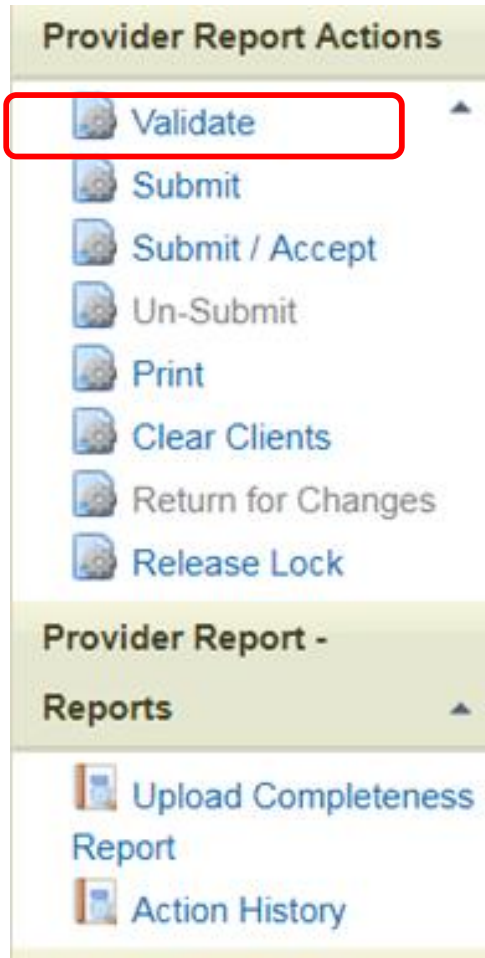 Provider Report Actions
Validate
Submit
Submit / Accept
Un-Submit
Print
Clear Clients
Return for Changes
Release Lock
Provider Report -
Reports
Upload Completeness
Report
Action History